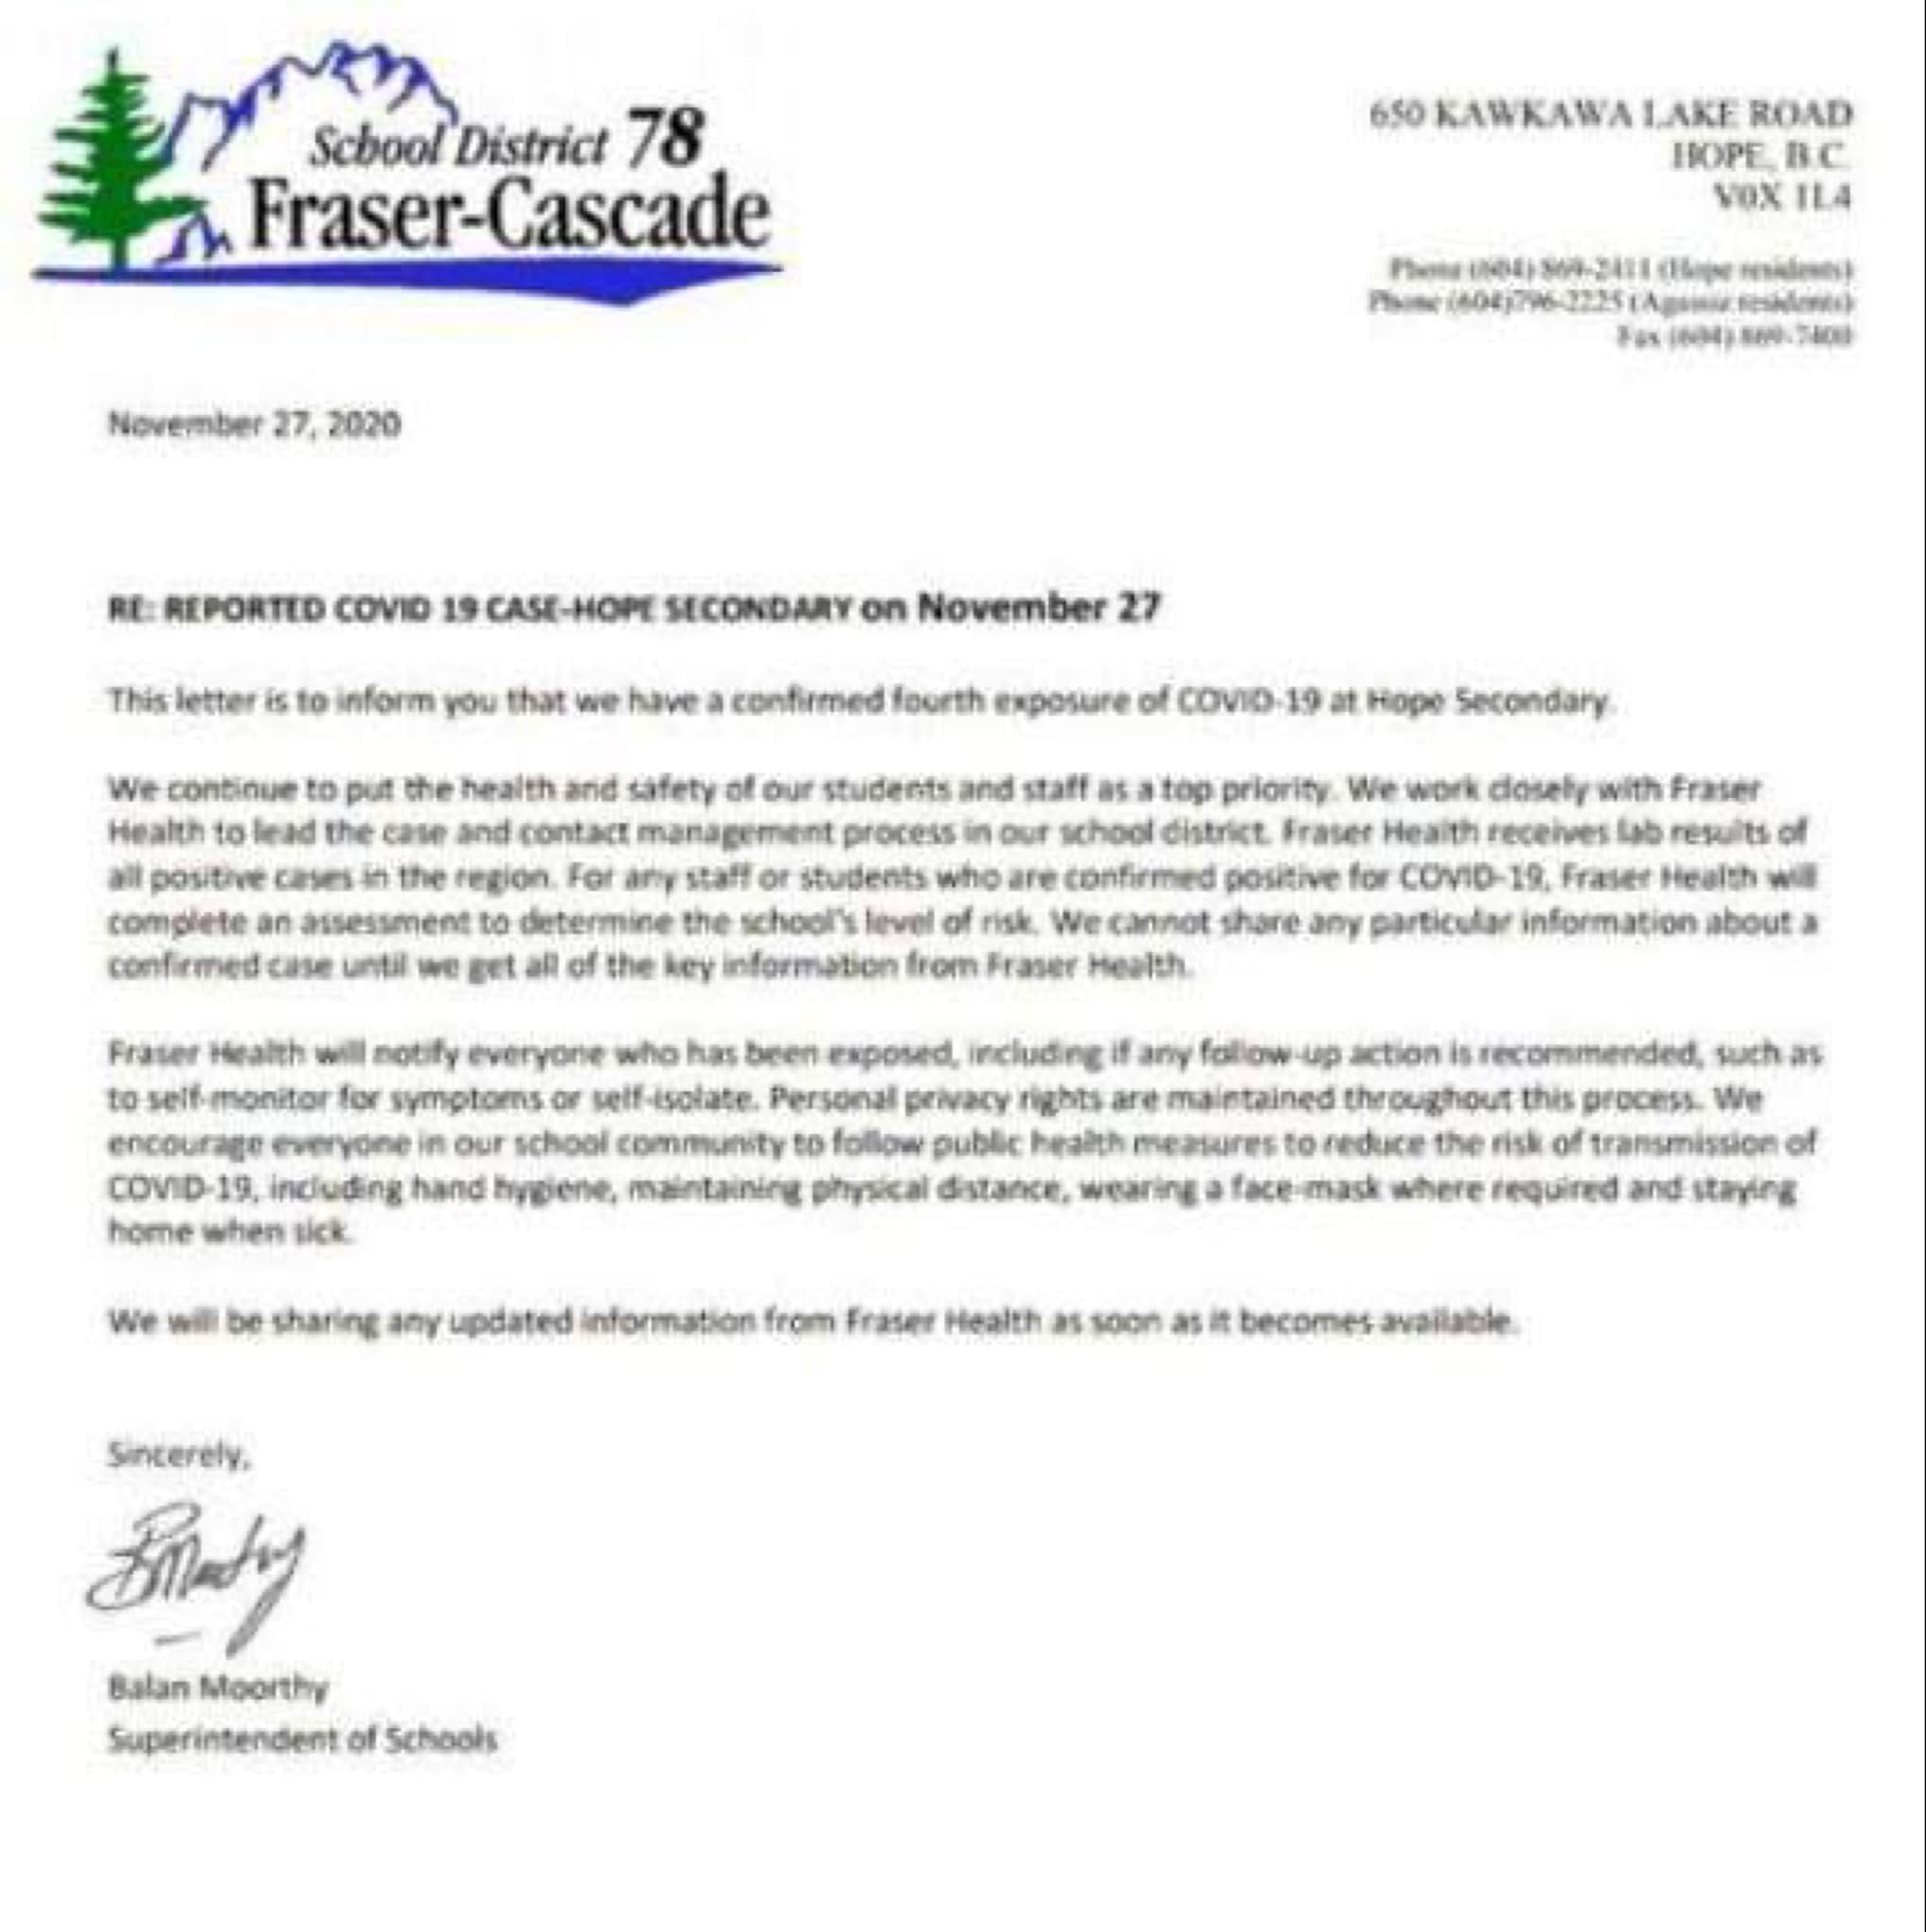 School District 78
Fraser-Cascade
650 KAWKAWA LAKE ROAD
HOPE, B.C.
V0X 1L4
Phone (604) 869-2411 (Hope residents)
Phone (604)796-2225 (Agassiz residents)
Fax (604) 869-7400
November 27, 2020
RE: REPORTED COVID 19 CASE-HOPE SECONDARY on November 27
This letter is to inform you that we have a confirmed fourth exposure of COVID-19 at Hope Secondary.
We continue to put the health and safety of our students and staff as a top priority. We work closely with Fraser
Health to lead the case and contact management process in our school district. Fraser Health receives lab results of
all positive cases in the region. For any staff or students who are confirmed positive for COVID-19, Fraser Health will
complete an assessment to determine the school's level of risk. We cannot share any particular information about a
confirmed case until we get all of the key information from Fraser Health.
Fraser Health will notify everyone who has been exposed, including if any follow-up action is recommended, such as
to self-monitor for symptoms or self-isolate. Personal privacy rights are maintained throughout this process. We
encourage everyone in our school community to follow public health measures to reduce the risk of transmission of
COVID-19, including hand hygiene, maintaining physical distance, wearing a face-mask where required and staying
home when sick.
We will be sharing any updated information from Fraser Health as soon as it becomes available.
Sincerely,
BMoorthy
Balan Moorthy
Superintendent of Schools